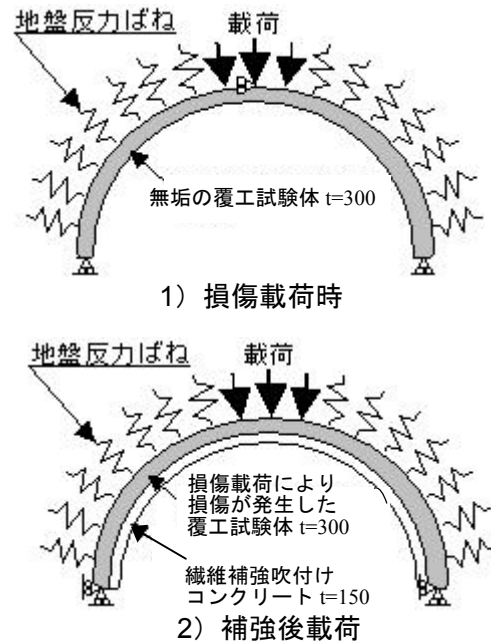 地盤反力ばね
載荷
無垢の覆工試験体 t=300
1）損傷載荷時
地盤反力ばね
載荷
損傷載荷により
損傷が発生した
覆工試験体 t=300
繊維補強吹付け
コンクリート t=150
2）補強後載荷